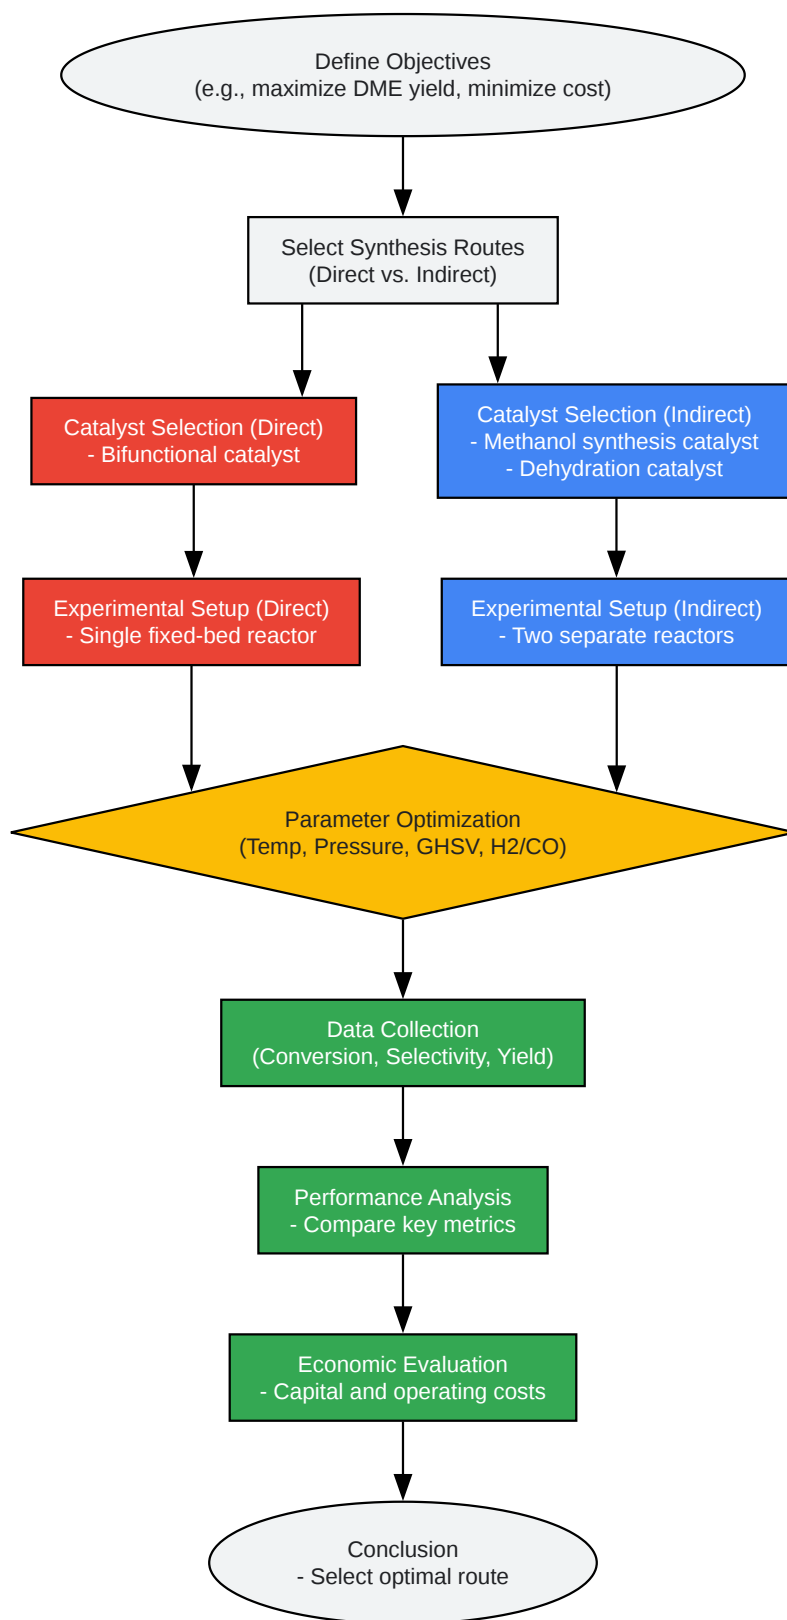 Define Objectives
(e.g., maximize DME yield, minimize cost)
Select Synthesis Routes
(Direct vs. Indirect)
Catalyst Selection (Direct)
- Bifunctional catalyst
Catalyst Selection (Indirect)
- Methanol synthesis catalyst
- Dehydration catalyst
Experimental Setup (Direct)
- Single fixed-bed reactor
Experimental Setup (Indirect)
- Two separate reactors
Parameter Optimization
(Temp, Pressure, GHSV, H2/CO)
Data Collection
(Conversion, Selectivity, Yield)
Performance Analysis
- Compare key metrics
Economic Evaluation
- Capital and operating costs
Conclusion
- Select optimal route